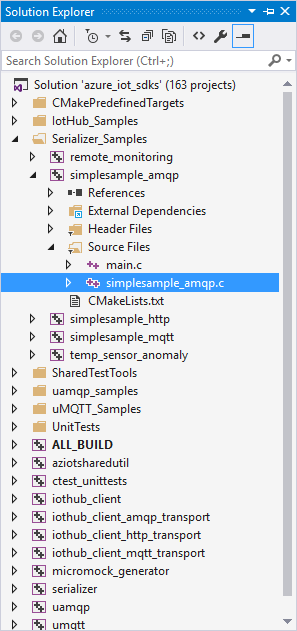 Solution Explorer
Search Solution Explorer (Ctrl+;)
Solution 'azure_iot_sdks' (163 projects)
CMakePredefinedTargets
IotHub_Samples
Serializer_Samples
remote_monitoring
simplesample_amqp
References
External Dependencies
Header Files
Source Files
main.c
simplesample_amqp.c
CMakeLists.txt
simplesample_http
simplesample_mqtt
temp_sensor_anomaly
SharedTestTools
uamqp_samples
uMQTT_Samples
UnitTests
ALL_BUILD
aziotsharedutil
ctest_unittests
iothub_client
iothub_client_amqp_transport
iothub_client_http_transport
iothub_client_mqtt_transport
micromock_generator
serializer
uamqp
umqtt